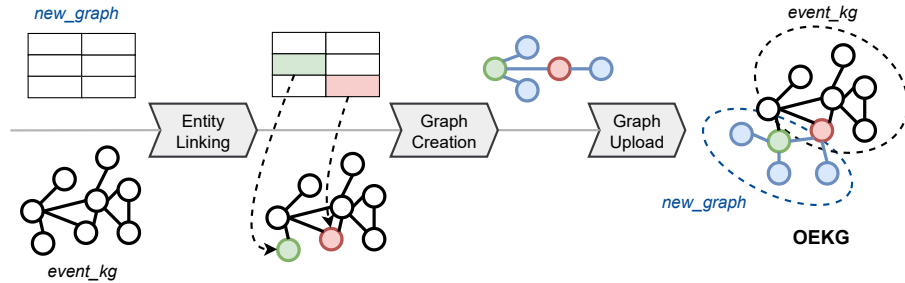 new_graph
event_kg
Entity
Linking
Graph
Creation
Graph
Upload
event_kg
new_graph
OEKG